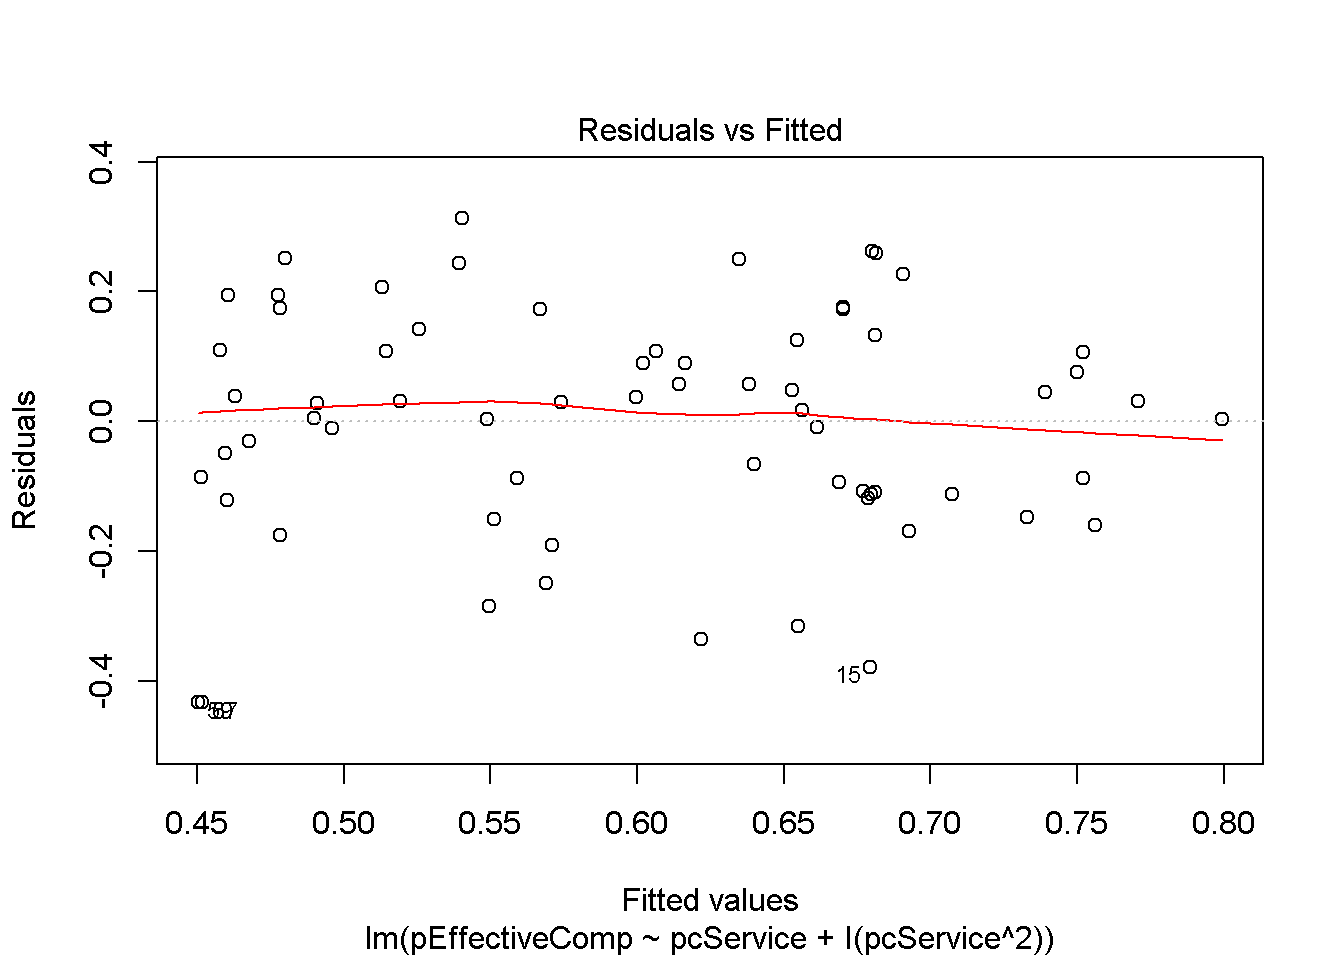 Residuals vs Fitted
Residuals
0.4
0.2
0.0
-0.2
-0.4
15
0.45 0.50 0.55 0.60 0.65 0.70 0.75 0.80
Fitted values
lm(pEffectiveComp ~ pcService + I(pcService^2))